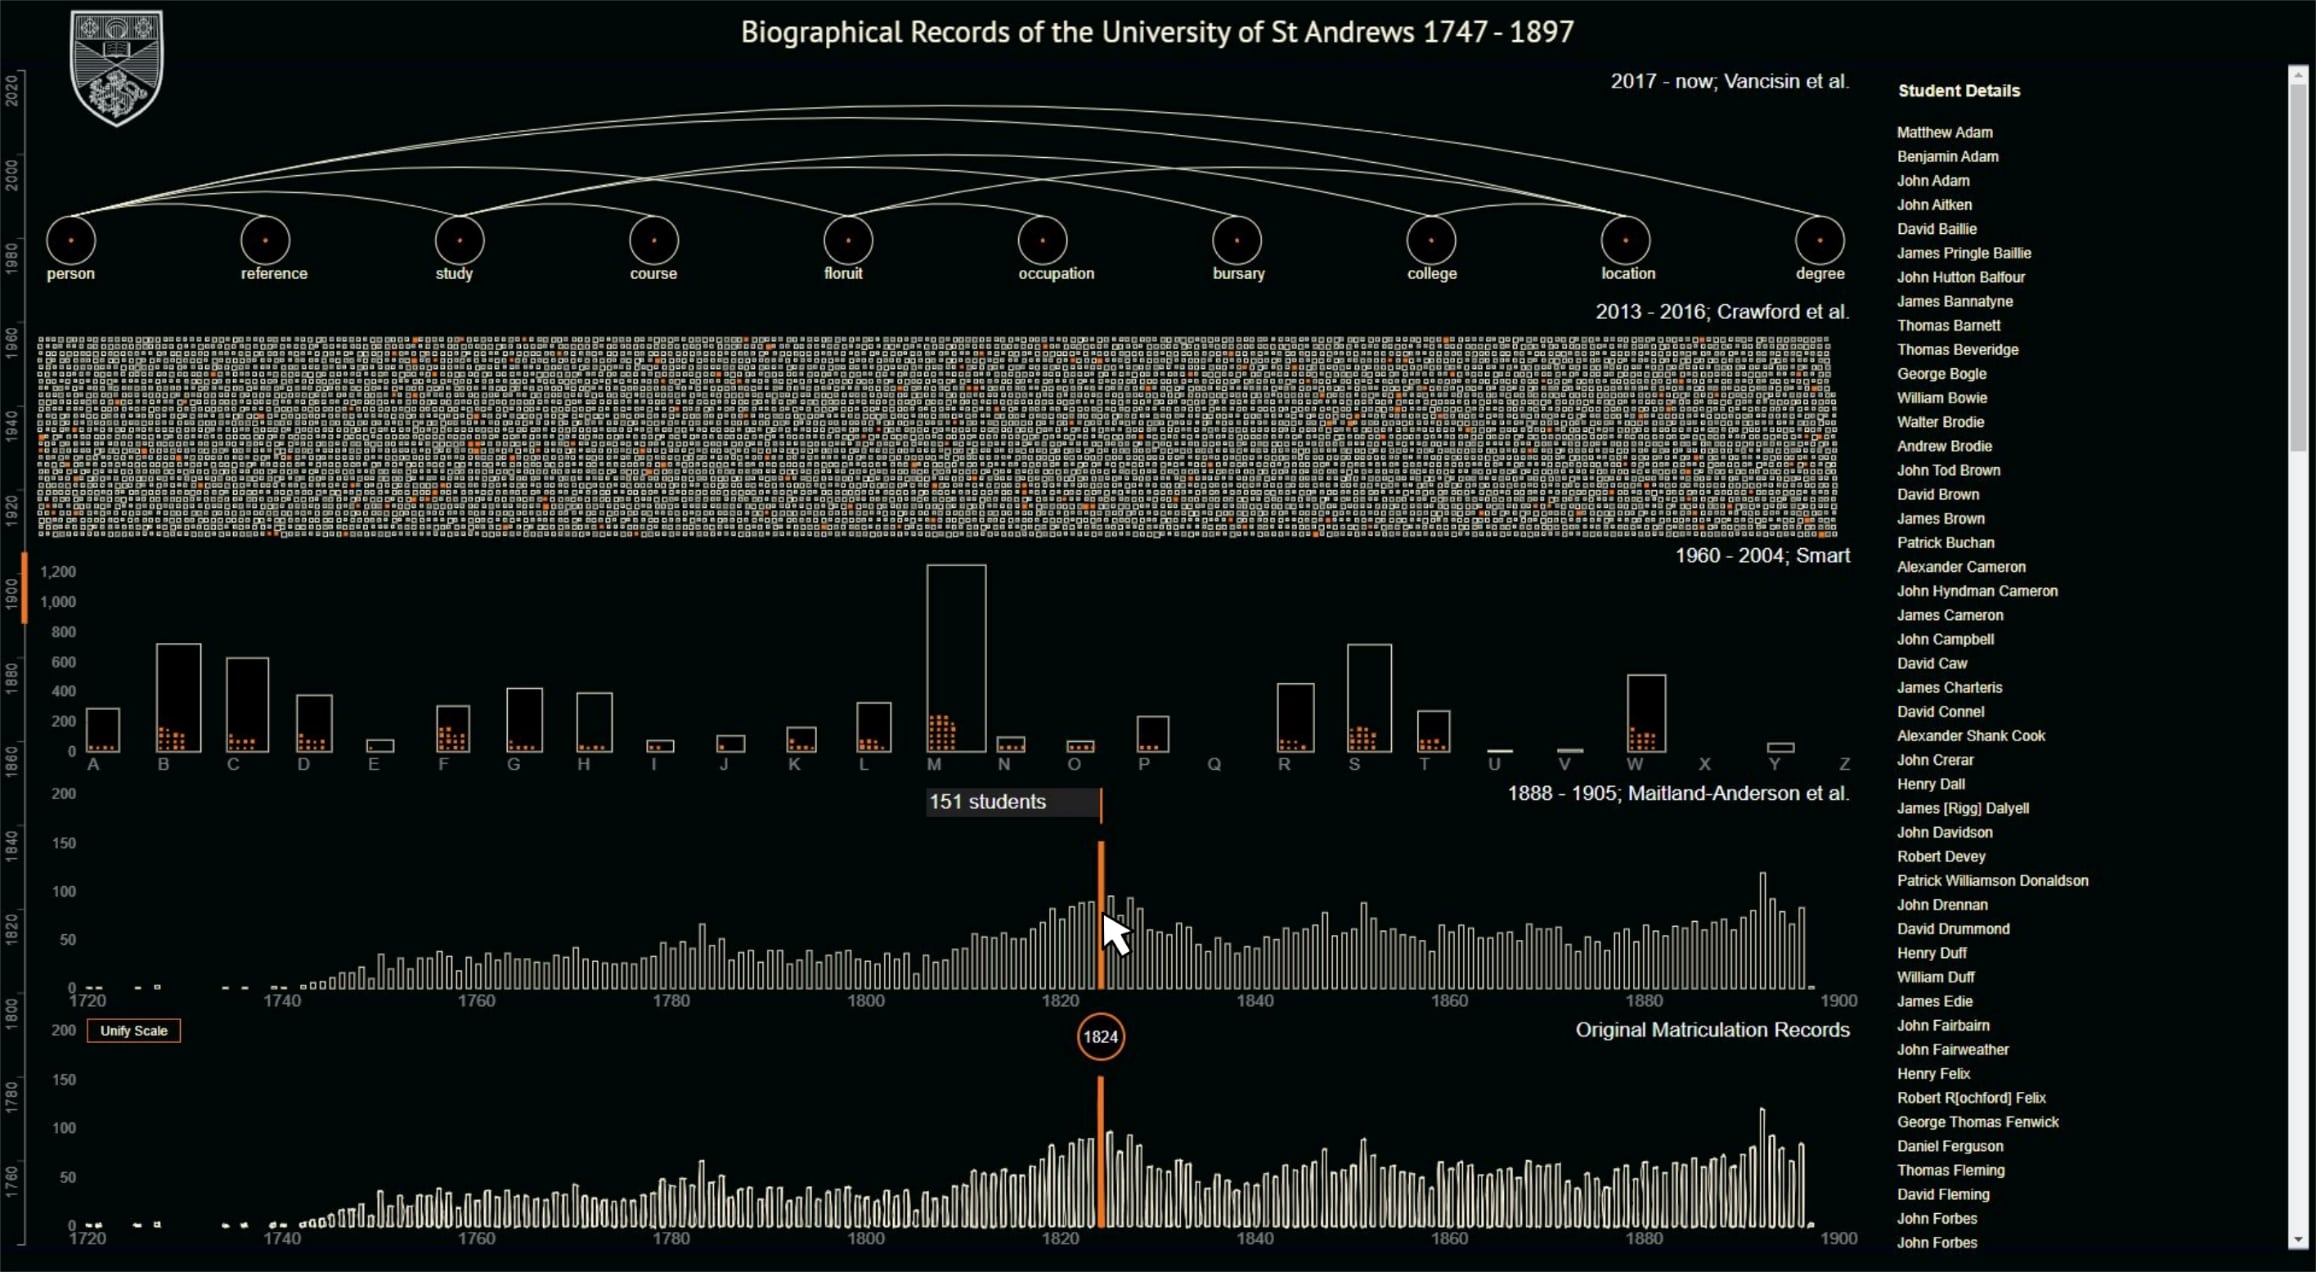 Biographical Records of the University of St Andrews 1747 - 1897
2017 - now; Vancisin et al.
person reference study course floruit occupation bursary college location degree
2013 - 2016; Crawford et al.
1960 - 2004; Smart
1,200
1,000
800
600
400
200
0
A B C D E F G H I J K L M N O P Q R S T U V W X Y Z
1888 - 1905; Maitland-Anderson et al.
151 students
200
150
100
50
0
1720 1740 1760 1780 1800 1820 1840 1860 1880 1900
Unify Scale
1824
Original Matriculation Records
200
150
100
50
0
1720 1740 1760 1780 1800 1820 1840 1860 1880 1900
2020
2000
1980
1960
1940
1920
1900
1880
1860
1840
1820
1800
1780
1760
Student Details
Matthew Adam
Benjamin Adam
John Adam
John Aitken
David Baillie
James Pringle Baillie
John Hutton Balfour
James Bannatyne
Thomas Barnett
Thomas Beveridge
George Bogle
William Bowie
Walter Brodie
Andrew Brodie
John Tod Brown
David Brown
James Brown
Patrick Buchan
Alexander Cameron
John Hyndman Cameron
James Cameron
John Campbell
David Caw
James Charteris
David Connel
Alexander Shank Cook
John Crerar
Henry Dall
James [Rigg] Dalyell
John Davidson
Robert Devey
Patrick Williamson Donaldson
John Drennan
David Drummond
Henry Duff
William Duff
James Edie
John Fairbairn
John Fairweather
Henry Felix
Robert R[ochford] Felix
George Thomas Fenwick
Daniel Ferguson
Thomas Fleming
David Fleming
John Forbes
John Forbes